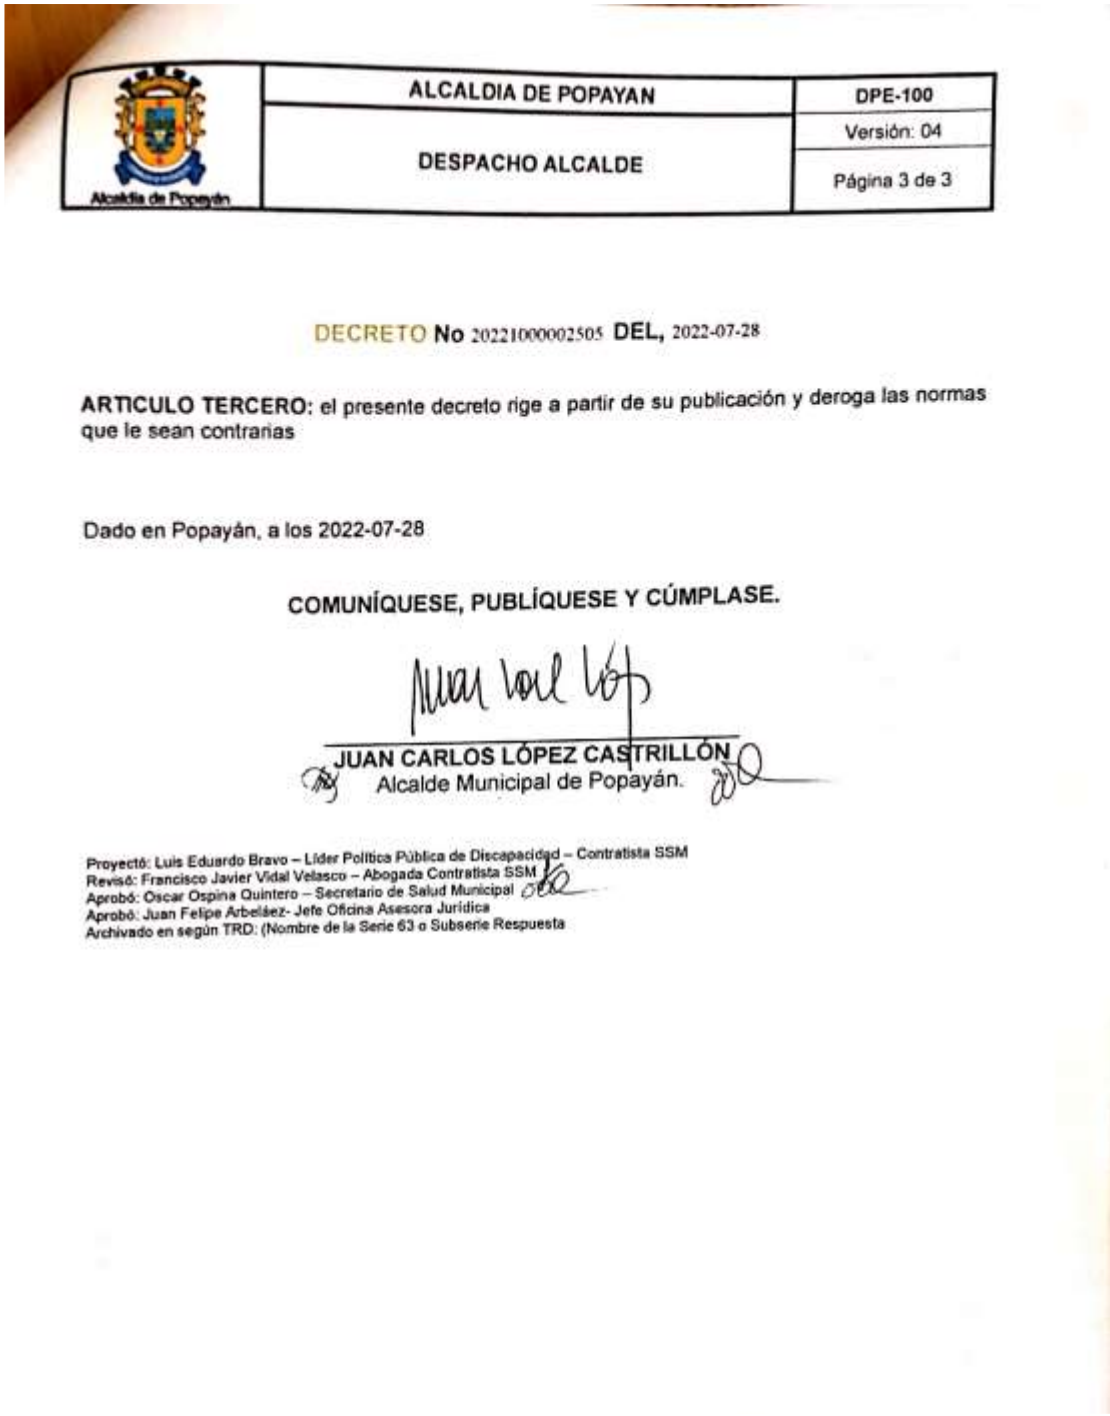 Alcaldía de Popayán
ALCALDIA DE POPAYAN
DESPACHO ALCALDE
DPE-100
Versión: 04
Página 3 de 3
DECRETO No 20221000002505 DEL, 2022-07-28
ARTICULO TERCERO: el presente decreto rige a partir de su publicación y deroga las normas
que le sean contrarias
Dado en Popayán, a los 2022-07-28
COMUNÍQUESE, PUBLÍQUESE Y CÚMPLASE.
JUAN CARLOS LÓPEZ CASTRILLÓN
Alcalde Municipal de Popayán.
Proyectó: Luis Eduardo Bravo – Líder Política Pública de Discapacidad – Contratista SSM
Revisó: Francisco Javier Vidal Velasco – Abogada Contratista SSM
Aprobó: Oscar Ospina Quintero – Secretario de Salud Municipal
Aprobó: Juan Felipe Arbeláez- Jefe Oficina Asesora Jurídica
Archivado en según TRD: (Nombre de la Serie 63 o Subserie Respuesta